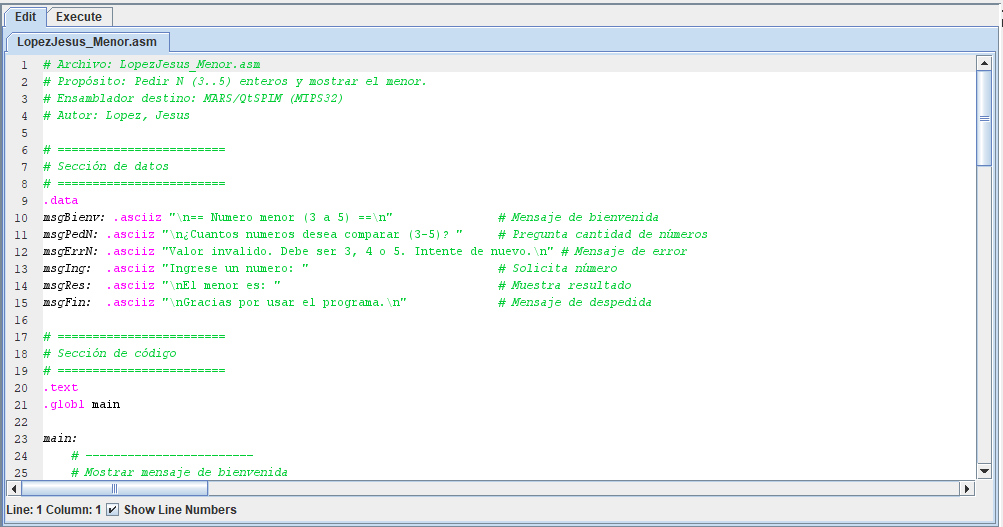 Edit Execute
LopezJesus_Menor.asm
1 # Archivo: LopezJesus_Menor.asm
2 # Propósito: Pedir N (3..5) enteros y mostrar el menor.
3 # Ensamblador destino: MARS/QtSPIM (MIPS32)
4 # Autor: Lopez, Jesus
5
6 # ========================
7 # Sección de datos
8 # ========================
9 .data
10 msgBienv: .asciiz "\n== Numero menor (3 a 5) ==\n" # Mensaje de bienvenida
11 msgPedN: .asciiz "\n¿Cuantos numeros desea comparar (3-5)? " # Pregunta cantidad de números
12 msgErrN: .asciiz "Valor invalido. Debe ser 3, 4 o 5. Intente de nuevo.\n" # Mensaje de error
13 msgIng: .asciiz "Ingrese un numero: " # Solicita número
14 msgRes: .asciiz "\nEl menor es: " # Muestra resultado
15 msgFin: .asciiz "\nGracias por usar el programa.\n" # Mensaje de despedida
16
17 # ========================
18 # Sección de código
19 # ========================
20 .text
21 .globl main
22
23 main:
24 # ------------------------
25 # Mostrar mensaje de bienvenida
Line: 1 Column: 1 Show Line Numbers